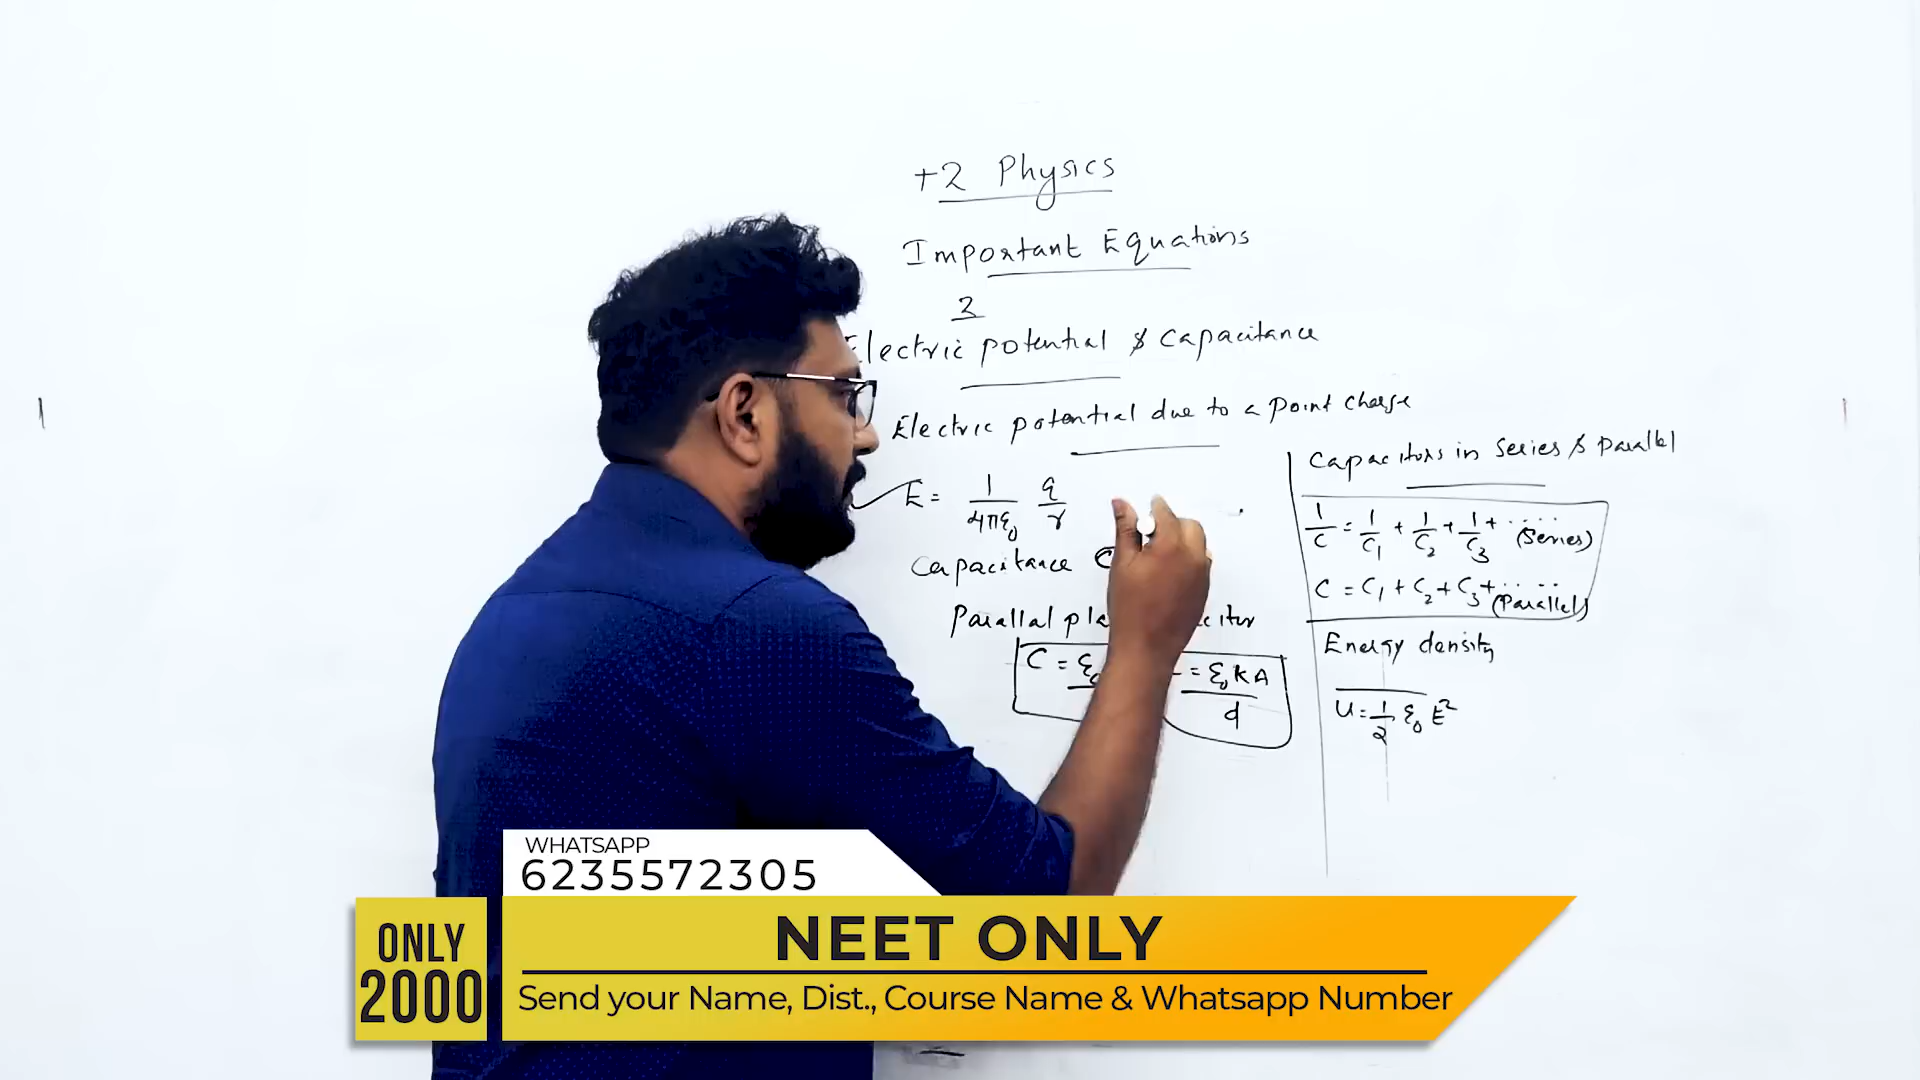 +2 Physics
Important Equations
2
Electric potential & Capacitance
Electric potential due to a point charge
E = 1/4πε₀ q/r
Capacitance C
Parallal pla citor
C = ε₀ = ε₀KA/d
Capacitors in Series & Parallel
1/C = 1/C₁ + 1/C₂ + 1/C₃ + ..... (Series)
C = C₁ + C₂ + C₃ + ..... (Parallel)
Energy density
U = 1/2 ε₀ E²
WHATSAPP
6235572305
ONLY
2000
NEET ONLY
Send your Name, Dist., Course Name & Whatsapp Number